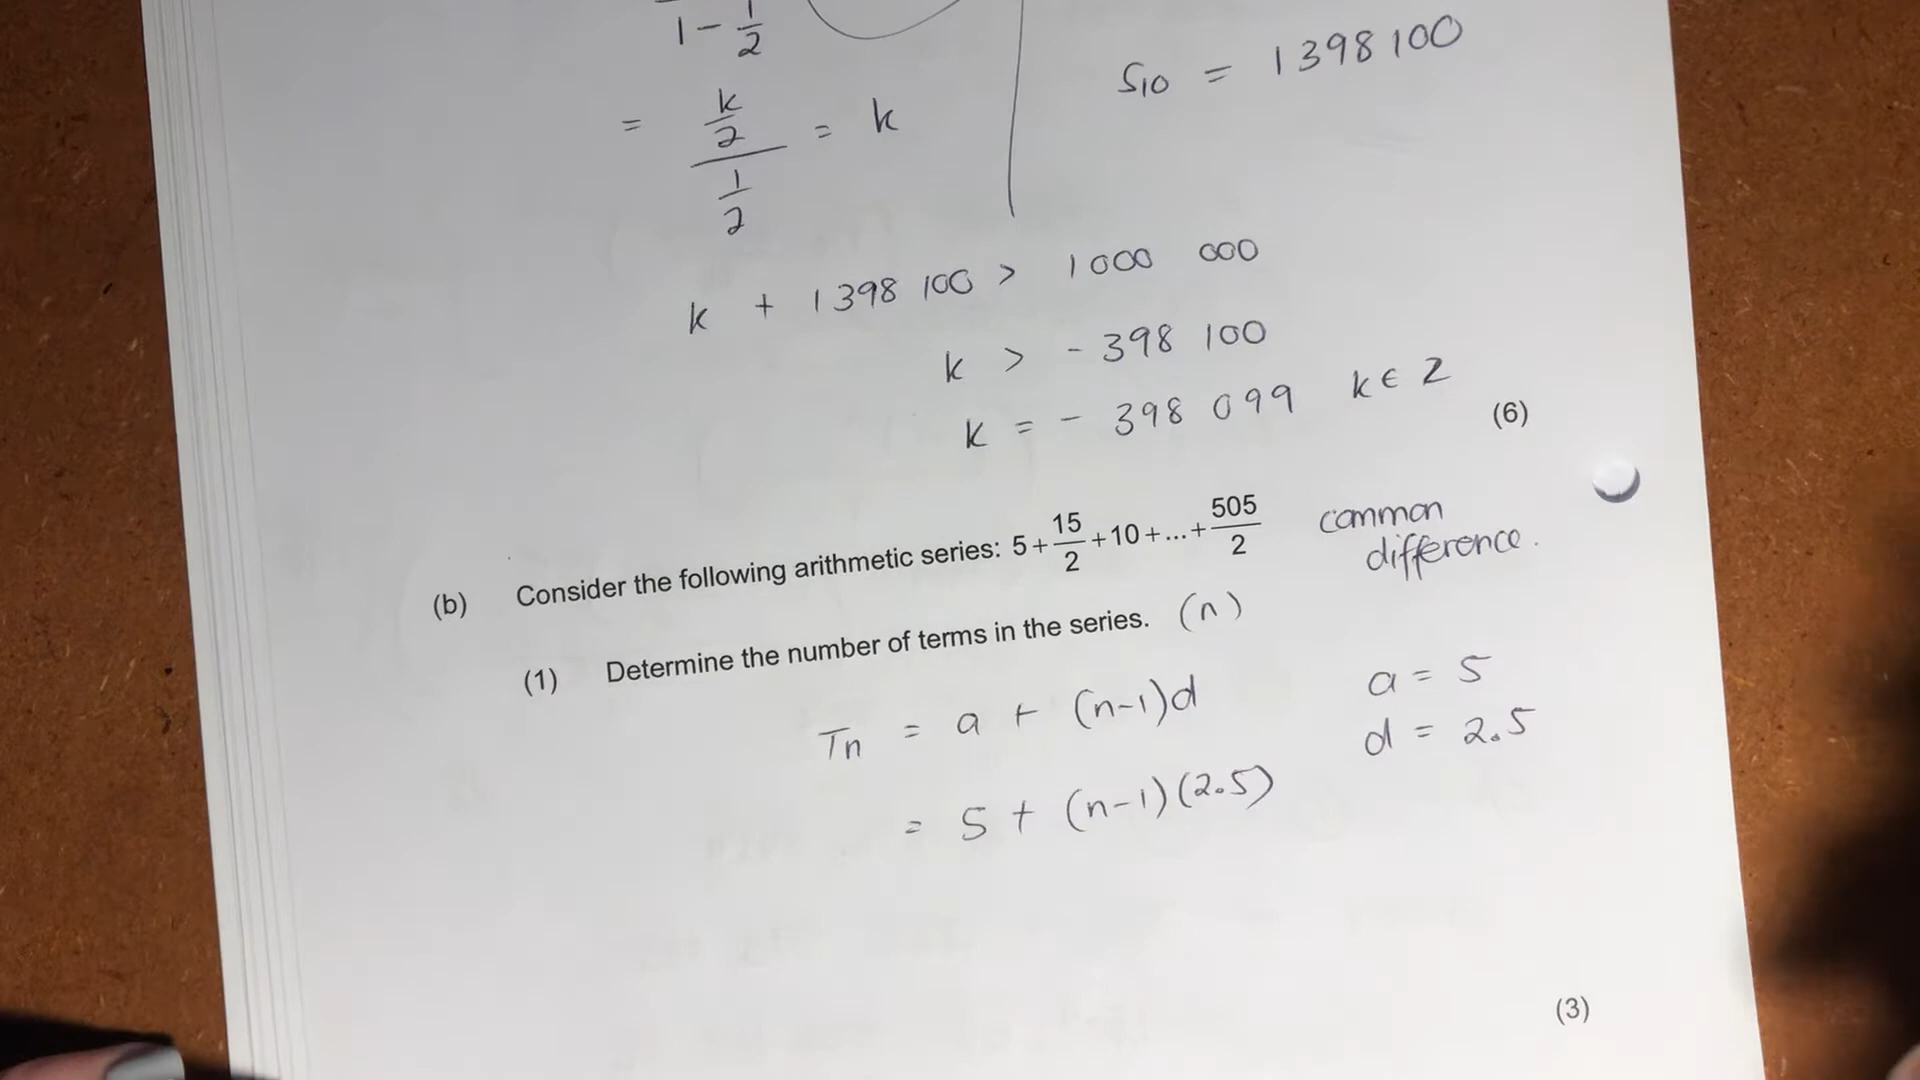 1 - 1/2
S10 = 1398100
= k/2 / 1/2 = k
k + 1398 100 > 1000 000
k > - 398 100
k = - 398 099 k ∈ Z
(6)
(b) Consider the following arithmetic series: 5 + 15/2 + 10 + ... + 505/2 common
difference.
(1) Determine the number of terms in the series. (n)
Tn = a + (n-1)d a = 5
d = 2.5
= 5 + (n-1)(2.5)
(3)